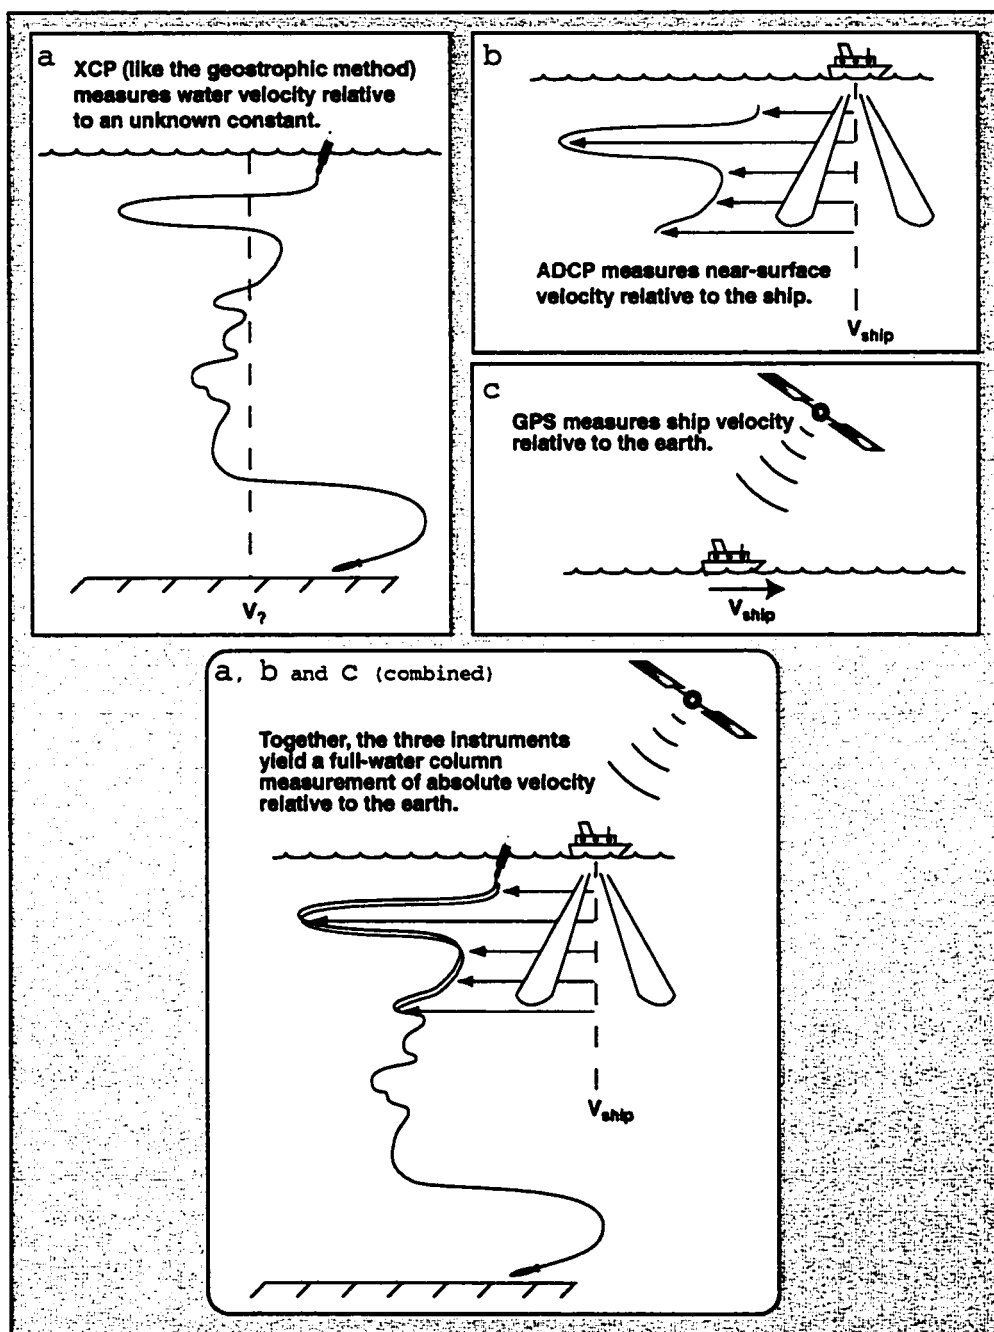 a
XCP (like the geostrophic method)
measures water velocity relative
to an unknown constant.
V?
b
ADCP measures near-surface
velocity relative to the ship.
Vship
c
GPS measures ship velocity
relative to the earth.
Vship
a, b and c (combined)
Together, the three instruments
yield a full-water column
measurement of absolute velocity
relative to the earth.
Vship